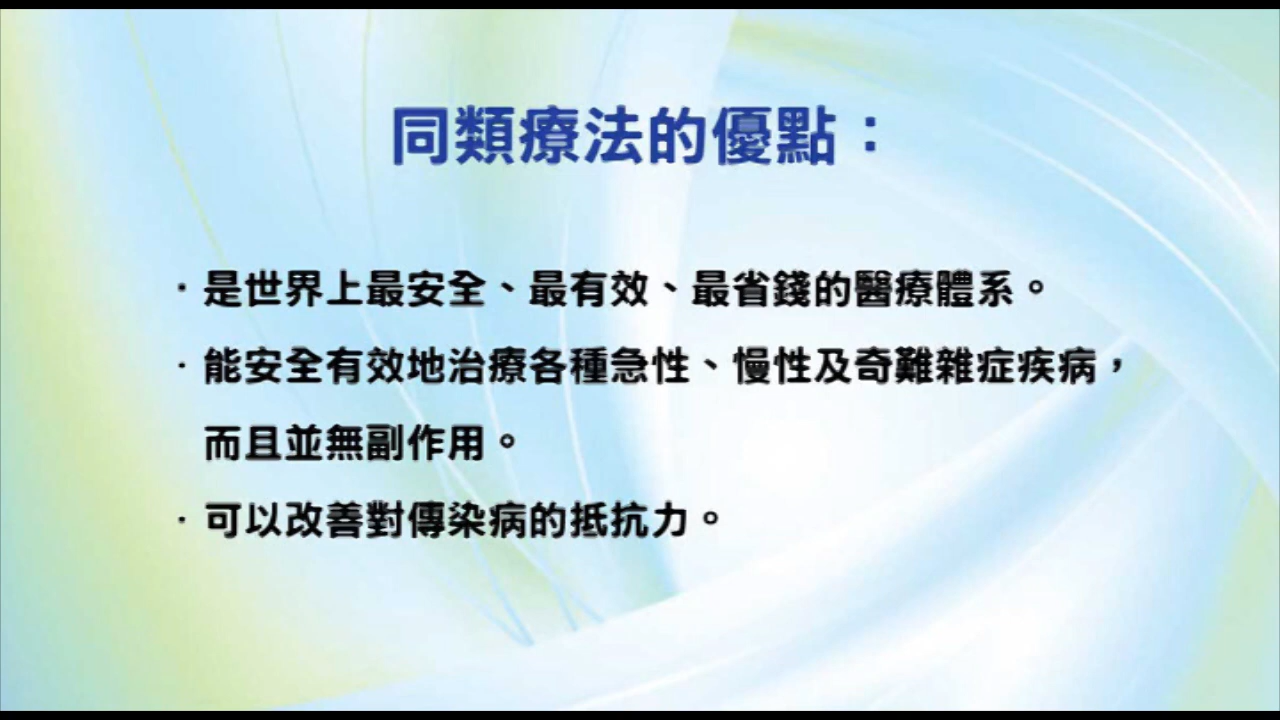 同類療法的優點：
· 是世界上最安全、最有效、最省錢的醫療體系。
· 能安全有效地治療各種急性、慢性及奇難雜症疾病，
而且並無副作用。
· 可以改善對傳染病的抵抗力。